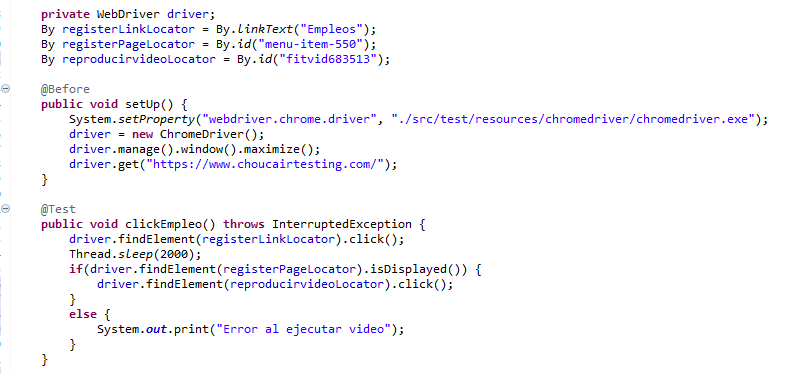 private WebDriver driver;
By registerLinkLocator = By.linkText("Empleos");
By registerPageLocator = By.id("menu-item-550");
By reproducirvideoLocator = By.id("fitvid683513");
@Before
public void setUp() {
System.setProperty("webdriver.chrome.driver", "./src/test/resources/chromedriver/chromedriver.exe");
driver = new ChromeDriver();
driver.manage().window().maximize();
driver.get("https://www.choucairtesting.com/");
}
@Test
public void clickEmpleo() throws InterruptedException {
driver.findElement(registerLinkLocator).click();
Thread.sleep(2000);
if(driver.findElement(registerPageLocator).isDisplayed()) {
driver.findElement(reproducirvideoLocator).click();
}
else {
System.out.print("Error al ejecutar video");
}
}